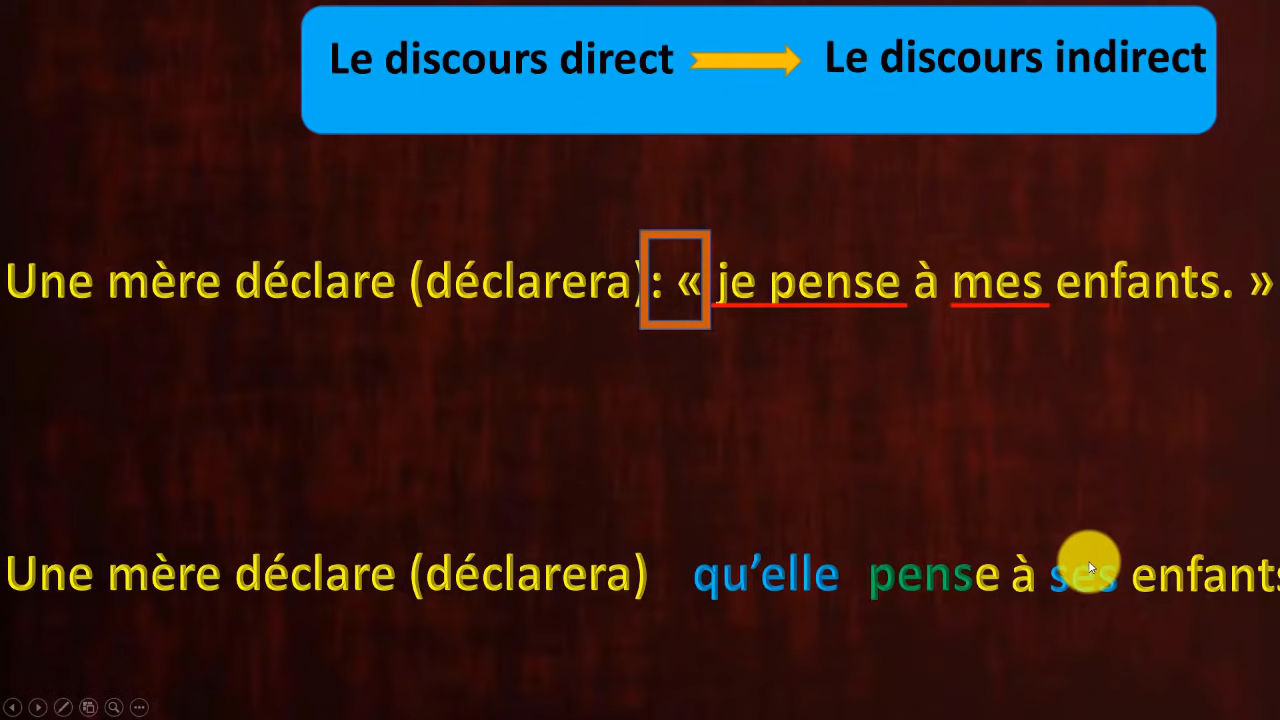 Le discours direct Le discours indirect
Une mère déclare (déclarera) : « je pense à mes enfants. »
Une mère déclare (déclarera) qu’elle pense à ses enfants